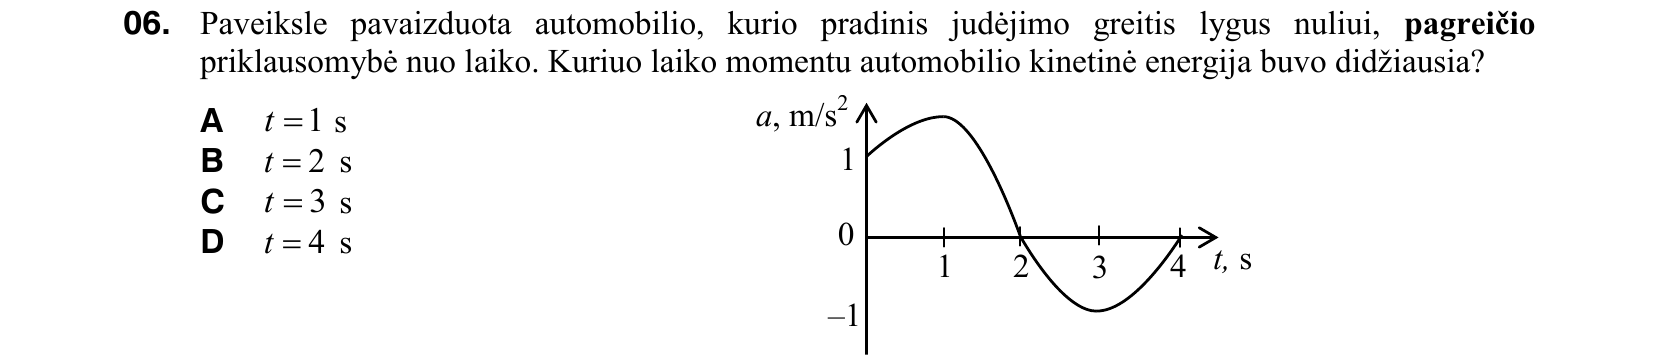 06. Paveiksle pavaizduota automobilio, kurio pradinis judėjimo greitis lygus nuliui, pagreičio
priklausomybė nuo laiko. Kuriuo laiko momentu automobilio kinetinė energija buvo didžiausia?
A t = 1 s
B t = 2 s
C t = 3 s
D t = 4 s
a, m/s²
1
0
1 2 3 4 t, s
–1